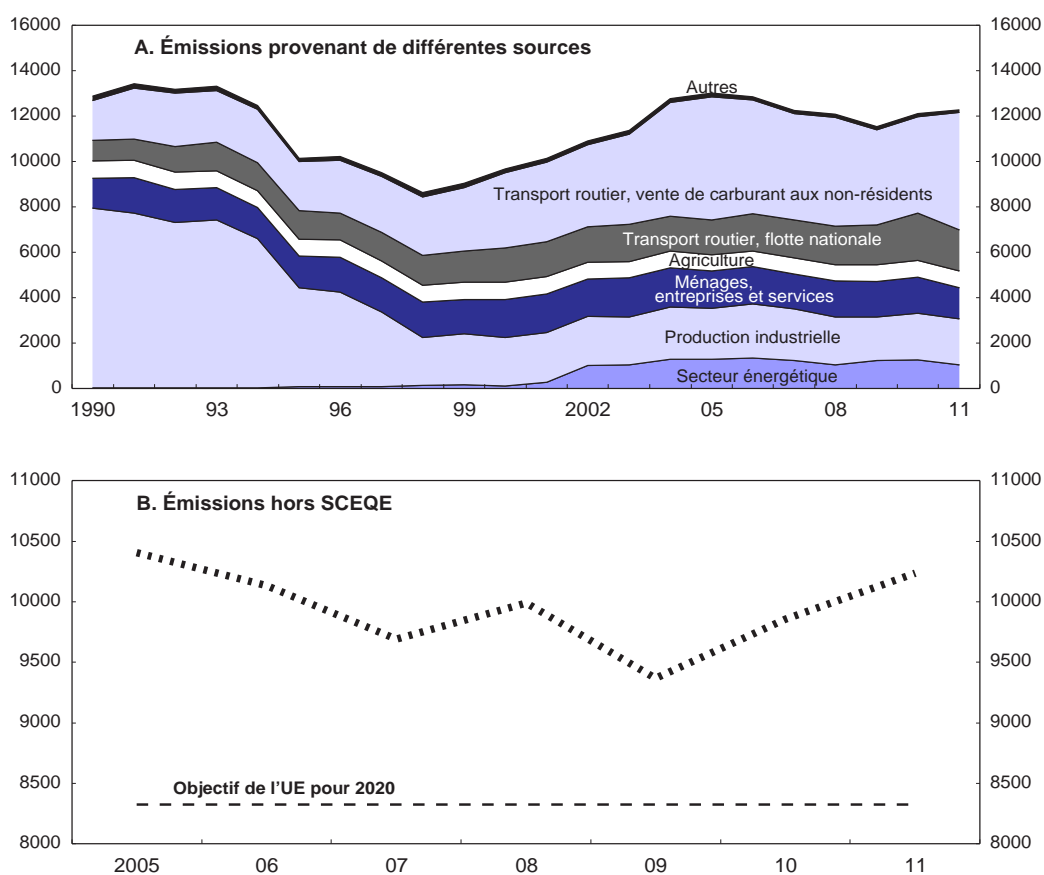 A. Émissions provenant de différentes sources
16000 16000
14000 14000
12000 12000
10000 10000
8000 8000
6000 6000
4000 4000
2000 2000
0 0
Autres
Transport routier, vente de carburant aux non-résidents
Transport routier, flotte nationale
Agriculture
Ménages,
entreprises et services
Production industrielle
Secteur énergétique
1990 93 96 99 2002 05 08 11
B. Émissions hors SCEQE
11000 11000
10500 10500
10000 10000
9500 9500
9000 9000
8500 8500
8000 8000
Objectif de l’UE pour 2020
2005 06 07 08 09 10 11